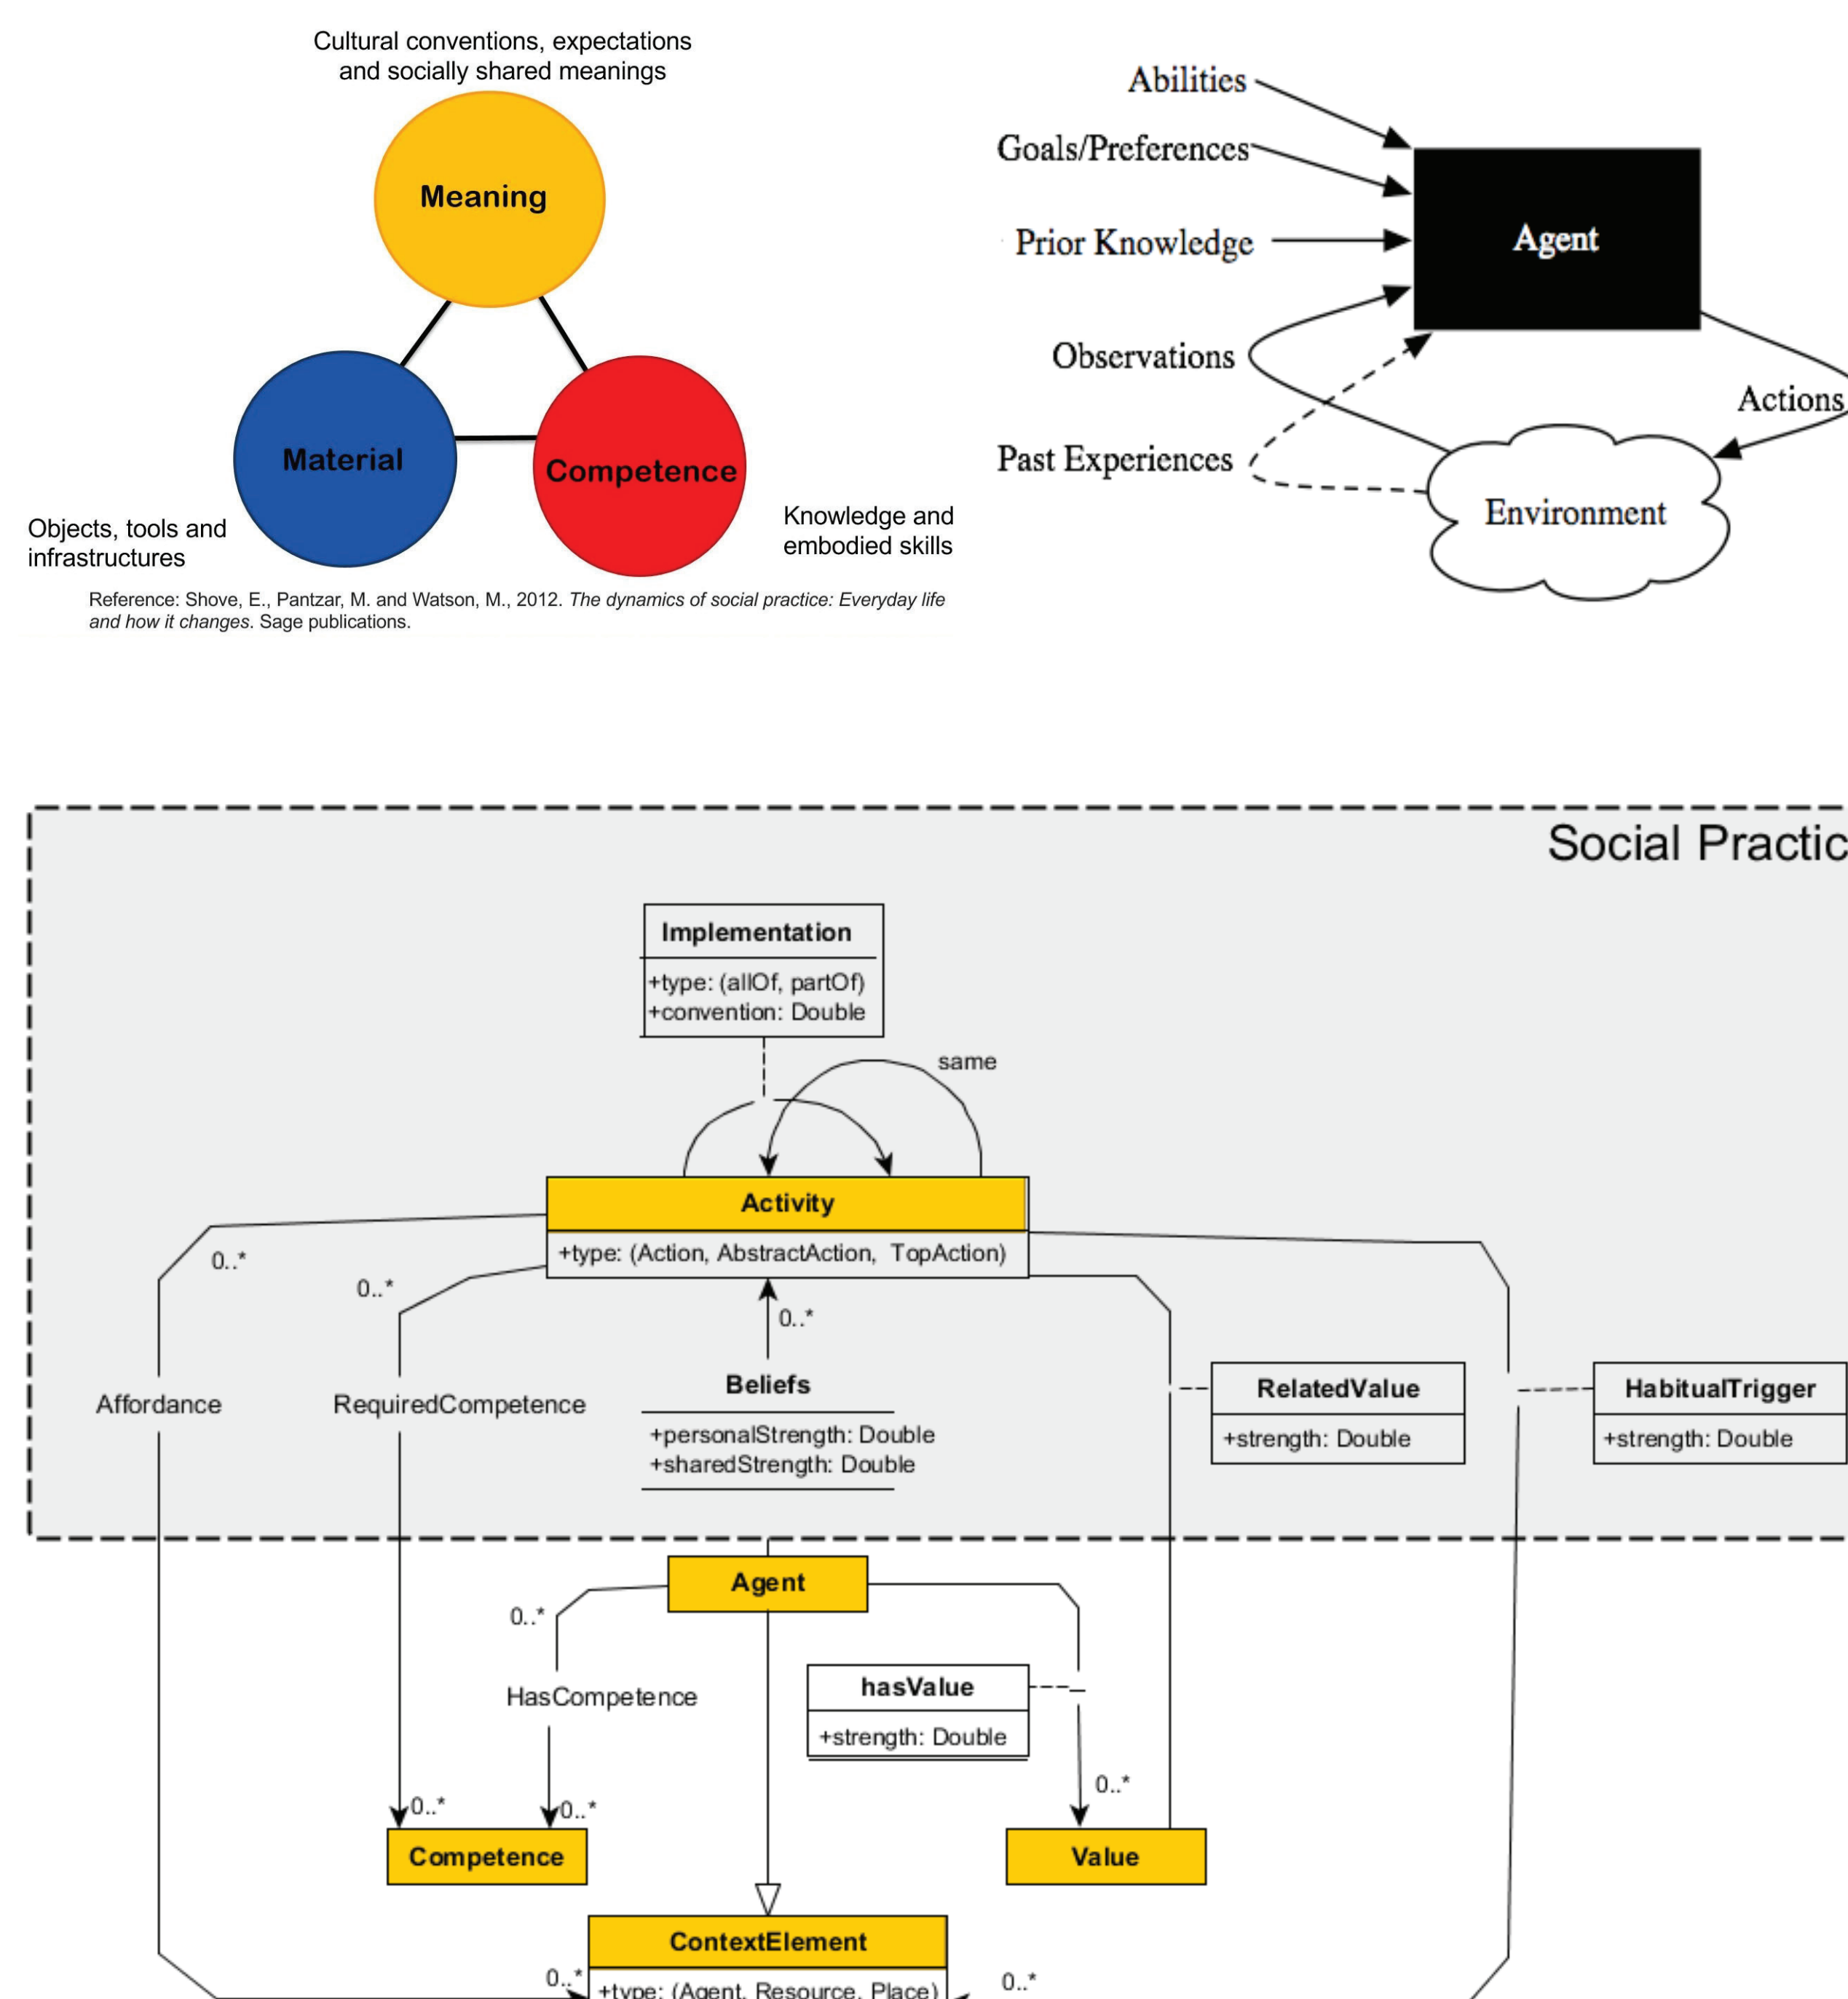 Cultural conventions, expectations
and socially shared meanings
Meaning
Material
Competence
Objects, tools and
infrastructures
Knowledge and
embodied skills
Reference: Shove, E., Pantzar, M. and Watson, M., 2012. The dynamics of social practice: Everyday life
and how it changes. Sage publications.
Abilities
Goals/Preferences
Prior Knowledge
Agent
Observations
Actions
Past Experiences
Environment
Social Practic
Implementation
+type: (allOf, partOf)
+convention: Double
same
Activity
+type: (Action, AbstractAction, TopAction)
0..*
0..*
0..*
Affordance
RequiredCompetence
Beliefs
+personalStrength: Double
+sharedStrength: Double
RelatedValue
+strength: Double
HabitualTrigger
+strength: Double
Agent
0..*
HasCompetence
hasValue
+strength: Double
0..*
0..*
0..*
Competence
Value
ContextElement
0..*
+type: (Agent, Resource, Place)
0..*